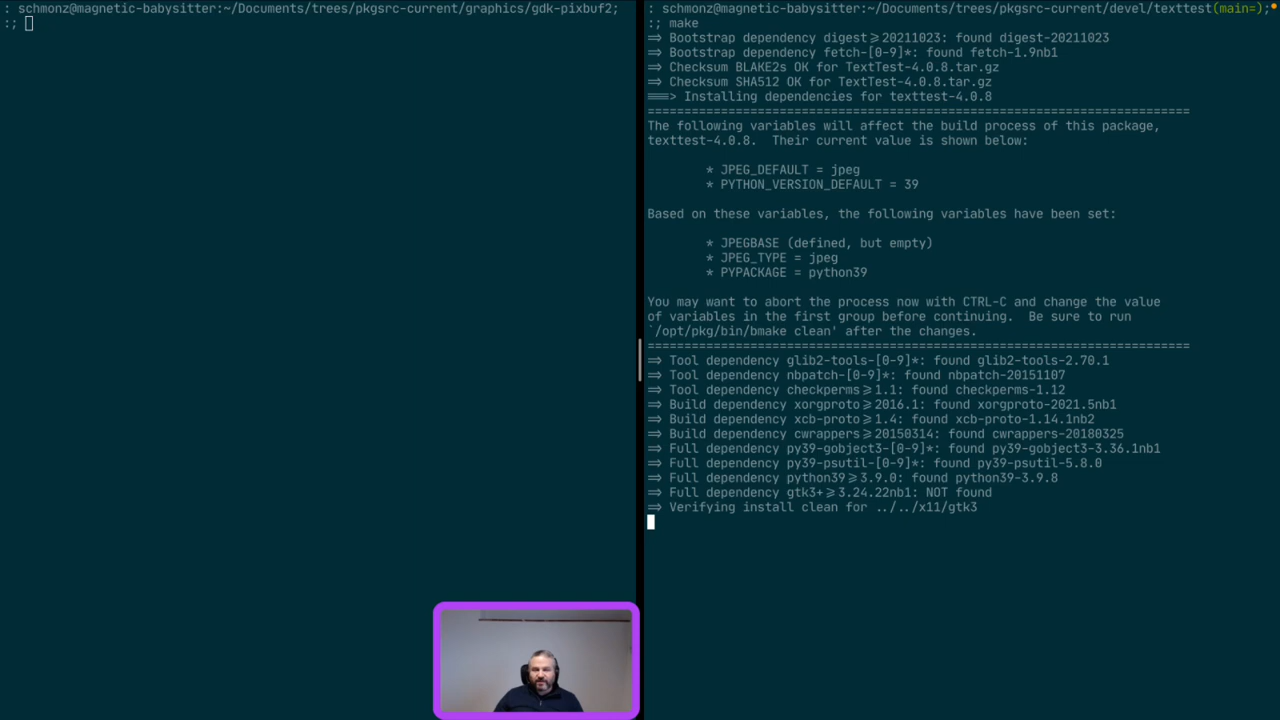 : schmonz@magnetic-babysitter:~/Documents/trees/pkgsrc-current/graphics/gdk-pixbuf2;
:;
: schmonz@magnetic-babysitter:~/Documents/trees/pkgsrc-current/devel/texttest(main=);
:; make
=> Bootstrap dependency digest>=20211023: found digest-20211023
=> Bootstrap dependency fetch-[0-9]*: found fetch-1.9nb1
=> Checksum BLAKE2s OK for TextTest-4.0.8.tar.gz
=> Checksum SHA512 OK for TextTest-4.0.8.tar.gz
===> Installing dependencies for texttest-4.0.8
==========================================================================
The following variables will affect the build process of this package,
texttest-4.0.8.  Their current value is shown below:
* JPEG_DEFAULT = jpeg
* PYTHON_VERSION_DEFAULT = 39
Based on these variables, the following variables have been set:
* JPEGBASE (defined, but empty)
* JPEG_TYPE = jpeg
* PYPACKAGE = python39
You may want to abort the process now with CTRL-C and change the value
of variables in the first group before continuing.  Be sure to run
`/opt/pkg/bin/bmake clean' after the changes.
==========================================================================
=> Tool dependency glib2-tools-[0-9]*: found glib2-tools-2.70.1
=> Tool dependency nbpatch-[0-9]*: found nbpatch-20151107
=> Tool dependency checkperms>=1.1: found checkperms-1.12
=> Build dependency xorgproto>=2016.1: found xorgproto-2021.5nb1
=> Build dependency xcb-proto>=1.4: found xcb-proto-1.14.1nb2
=> Build dependency cwrappers>=20150314: found cwrappers-20180325
=> Full dependency py39-gobject3-[0-9]*: found py39-gobject3-3.36.1nb1
=> Full dependency py39-psutil-[0-9]*: found py39-psutil-5.8.0
=> Full dependency python39>=3.9.0: found python39-3.9.8
=> Full dependency gtk3+>=3.24.22nb1: NOT found
=> Verifying install clean for ../../x11/gtk3